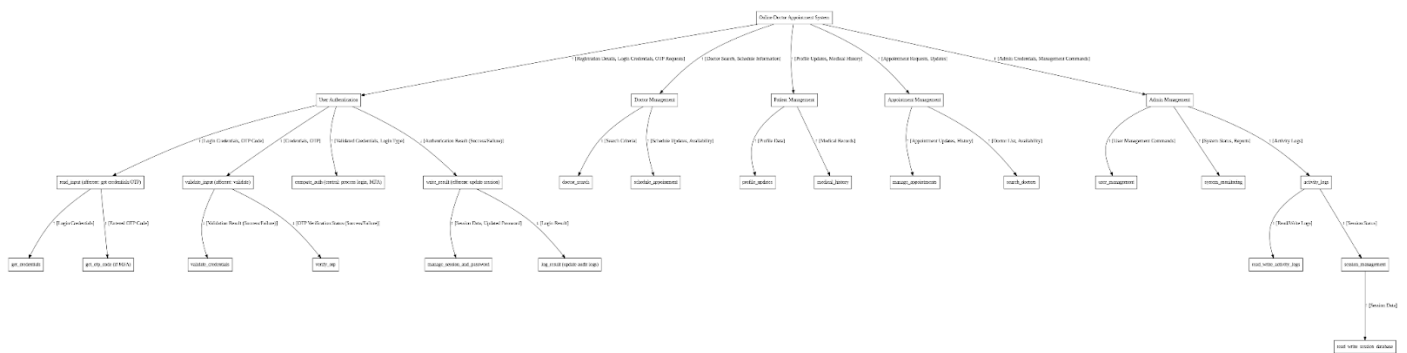 Online Doctor Appointment System
↑ [Registration Details, Login Credentials, OTP Requests]
↑ [Doctor Search, Schedule Information]
↑ [Profile Updates, Medical History]
↑ [Appointment Requests, Updates]
↑ [Admin Credentials, Management Commands]
User Authentication
Doctor Management
Patient Management
Appointment Management
Admin Management
↑ [Login Credentials, OTP Code]
↑ [Credentials, OTP]
↑ [Validated Credentials, Login Type]
↑ [Authentication Result (Success/Failure)]
↑ [Search Criteria]
↑ [Schedule Updates, Availability]
↑ [Profile Data]
↑ [Medical Records]
↑ [Appointment Updates, History]
↑ [Doctor List, Availability]
↑ [User Management Commands]
↑ [System Status, Reports]
↑ [Activity Logs]
read_input (afferent: get credentials/OTP)
validate_input (afferent: validate)
compute_auth (central: process login, MFA)
write_result (efferent: update session)
doctor_search
schedule_appointment
profile_updates
medical_history
manage_appointments
search_doctors
user_management
system_monitoring
activity_logs
↑ [Login Credentials]
↑ [Entered OTP Code]
↑ [Validation Result (Success/Failure)]
↑ [OTP Verification Status (Success/Failure)]
↑ [Session Data, Updated Password]
↑ [Login Result]
↑ [Read/Write Logs]
↑ [Session Status]
get_credentials
get_otp_code (if MFA)
validate_credentials
verify_otp
manage_session_and_password
log_result (update auth logs)
read_write_activity_logs
session_management
↑ [Session Data]
read_write_session_database